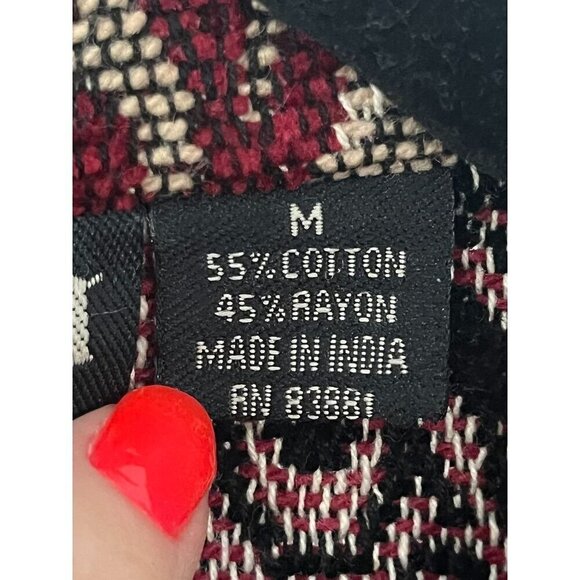 M
55% COTTON
45% RAYON
MADE IN INDIA
RN 83881